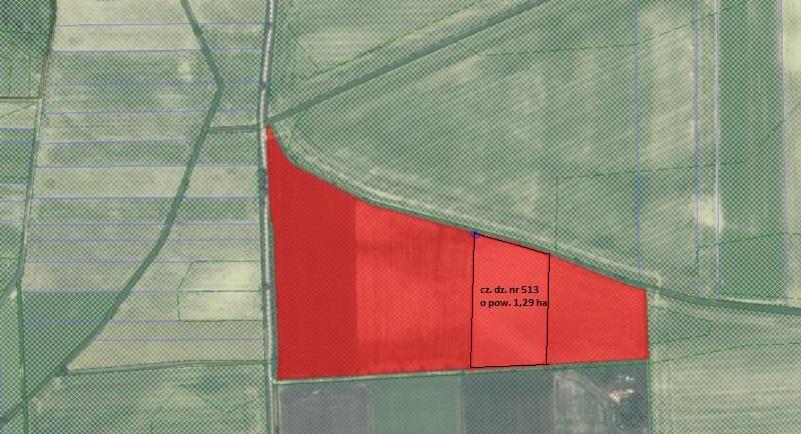 cz. dz. nr 513
o pow. 1,29 ha